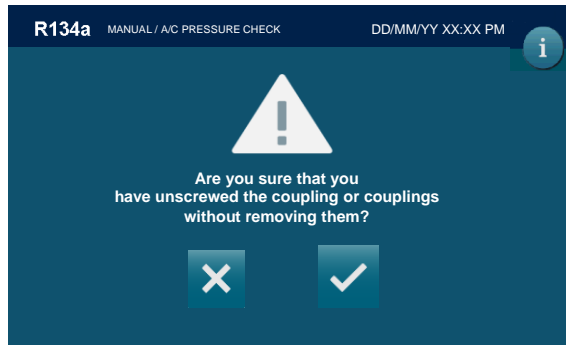 R134a MANUAL / A/C PRESSURE CHECK DD/MM/YY XX:XX PM
i
Are you sure that you
have unscrewed the coupling or couplings
without removing them?